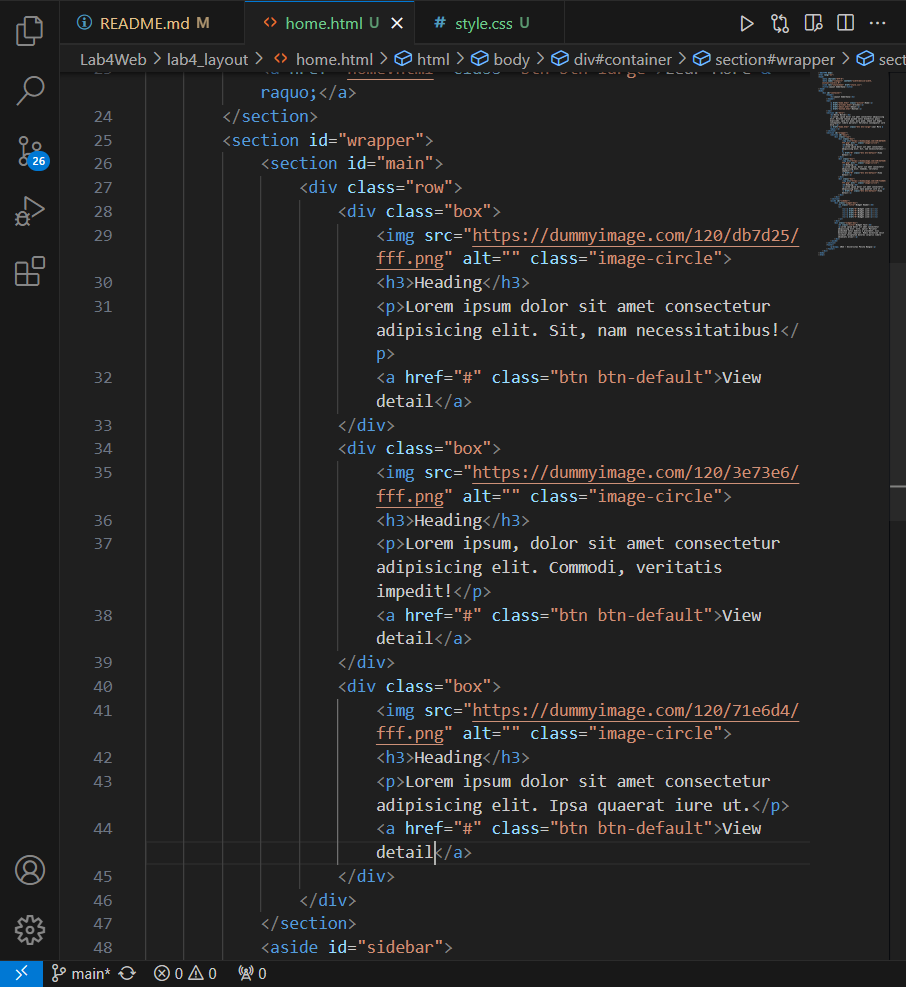 README.md M
home.html U
# style.css U
Lab4Web > lab4_layout > home.html > html > body > div#container > section#wrapper > sect
raquo;</a>
24 </section>
25 <section id="wrapper">
26 <section id="main">
27 <div class="row">
28 <div class="box">
29 <img src="https://dummyimage.com/120/db7d25/
fff.png" alt="" class="image-circle">
30 <h3>Heading</h3>
31 <p>Lorem ipsum dolor sit amet consectetur
adipisicing elit. Sit, nam necessitatibus!</
p>
32 <a href="#" class="btn btn-default">View
detail</a>
33 </div>
34 <div class="box">
35 <img src="https://dummyimage.com/120/3e73e6/
fff.png" alt="" class="image-circle">
36 <h3>Heading</h3>
37 <p>Lorem ipsum, dolor sit amet consectetur
adipisicing elit. Commodi, veritatis
impedit!</p>
38 <a href="#" class="btn btn-default">View
detail</a>
39 </div>
40 <div class="box">
41 <img src="https://dummyimage.com/120/71e6d4/
fff.png" alt="" class="image-circle">
42 <h3>Heading</h3>
43 <p>Lorem ipsum dolor sit amet consectetur
adipisicing elit. Ipsa quaerat iure ut.</p>
44 <a href="#" class="btn btn-default">View
detail</a>
45 </div>
46 </div>
47 </section>
48 <aside id="sidebar">
26
main* 0 0 0